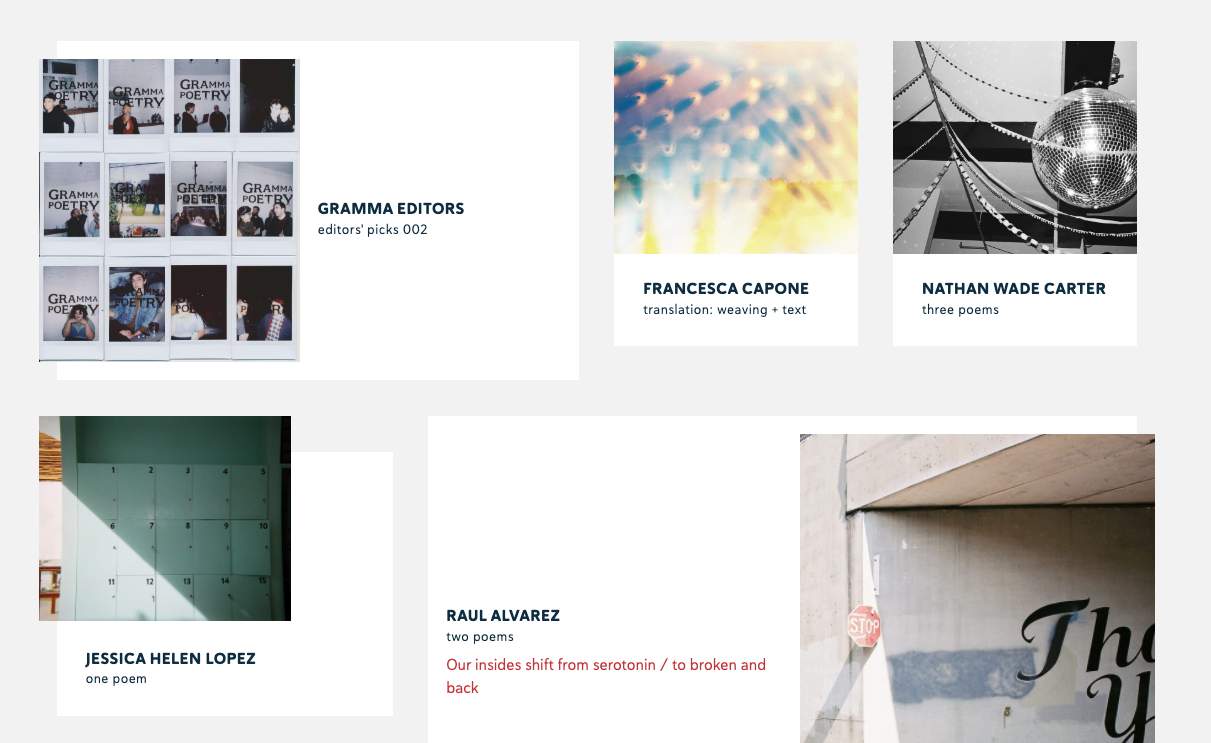 GRAMMA
POETRY
GRAMMA
POETRY
GRAMMA
POETRY
GRAMMA
POETRY
GRAMMA
POETRY
GRAMMA
POETRY
GRAMMA
POETRY
GRAMMA
POETRY
GRAMMA EDITORS
editors' picks 002
FRANCESCA CAPONE
translation: weaving + text
NATHAN WADE CARTER
three poems
1 2 3 4 5
6 7 8 9 10
11 12 13 14 15
JESSICA HELEN LOPEZ
one poem
RAUL ALVAREZ
two poems
Our insides shift from serotonin / to broken and
back
STOP